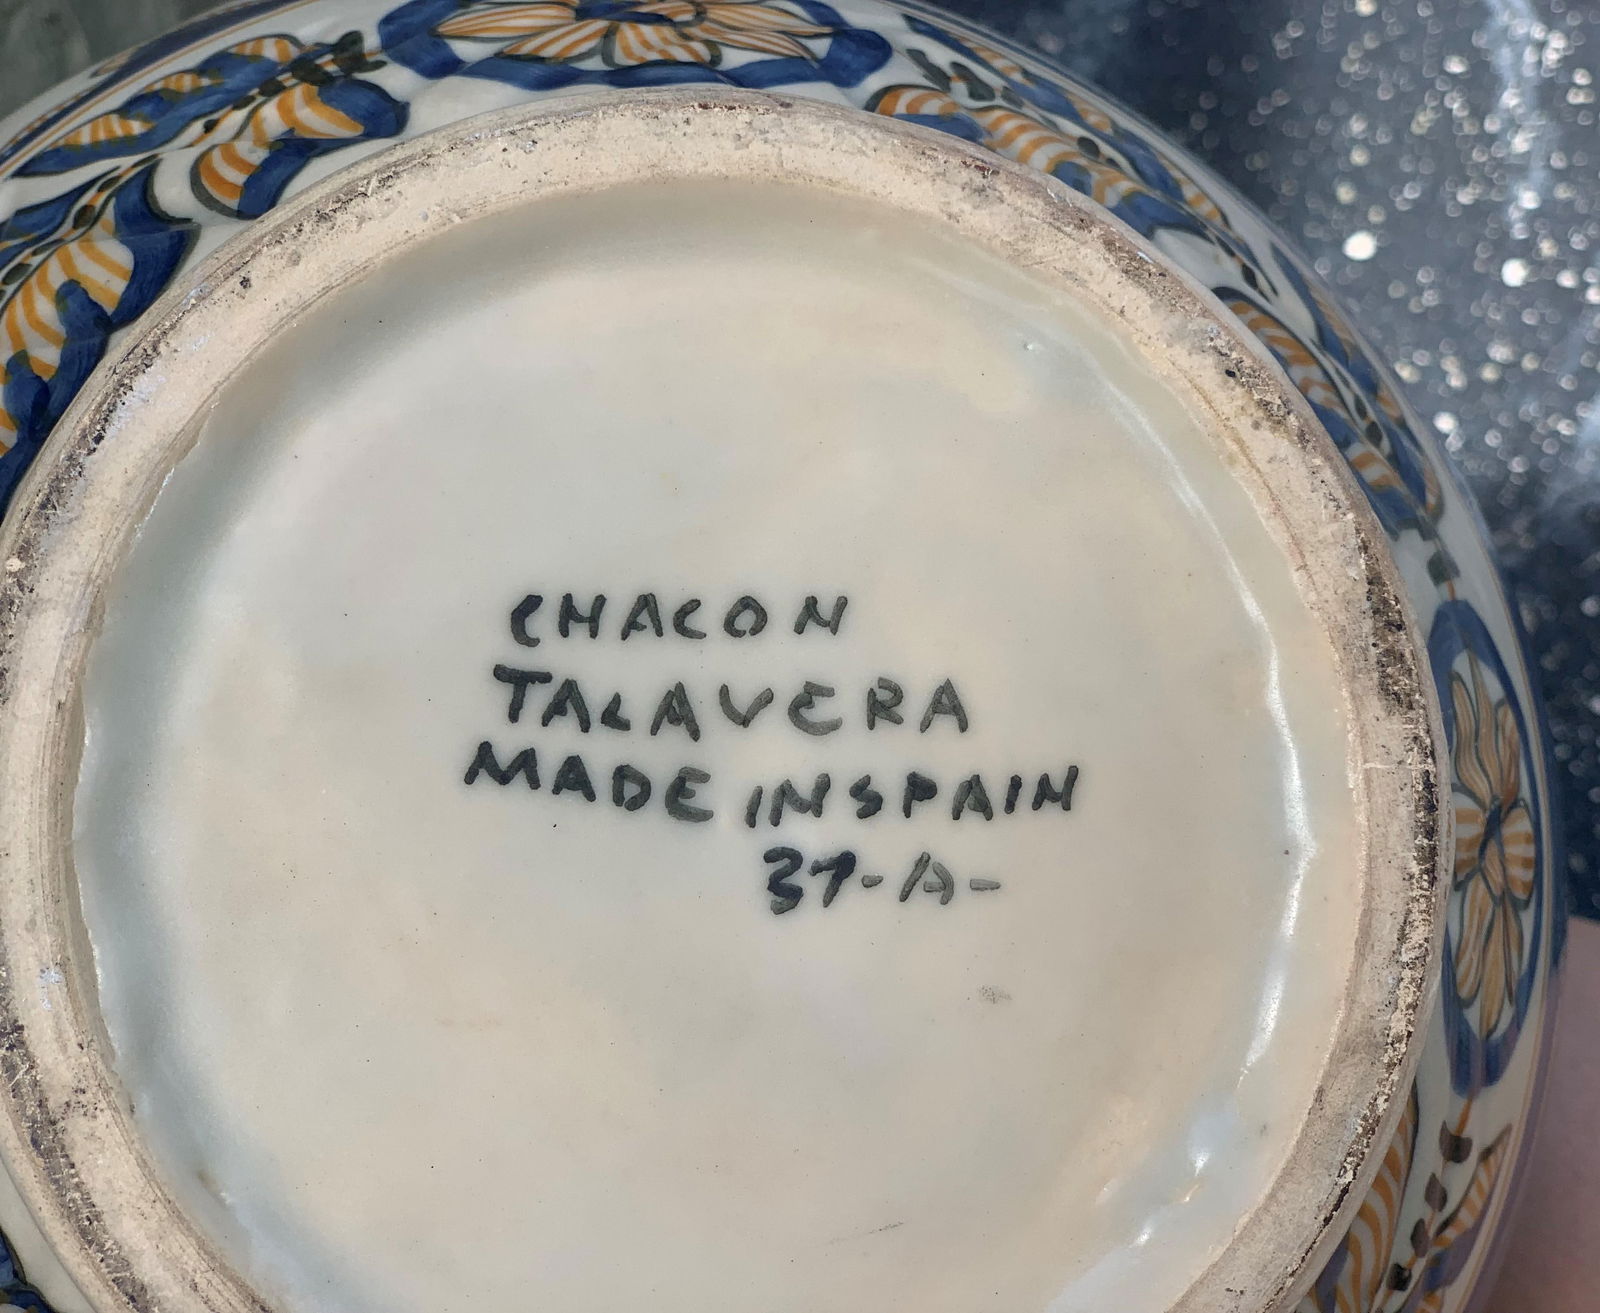 CHACON
TALAVERA
MADE IN SPAIN
37-A-